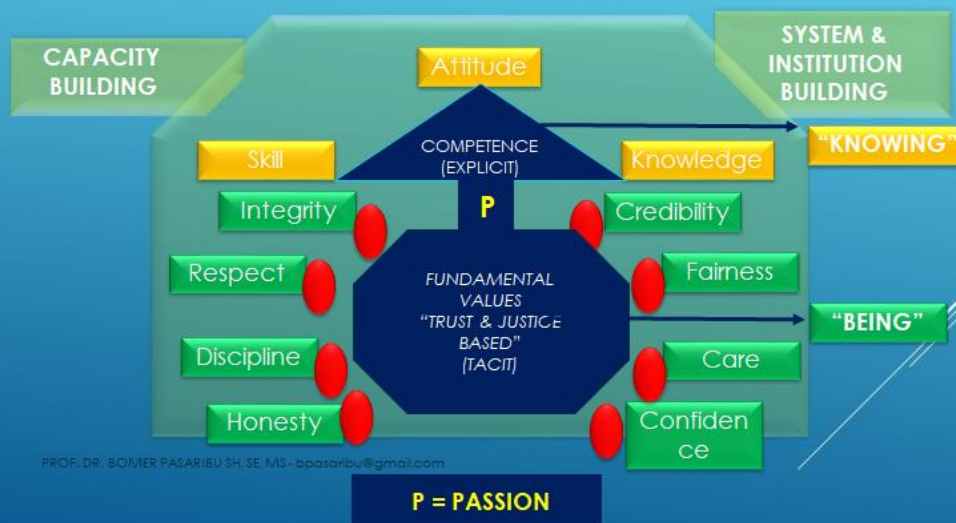 CAPACITY
BUILDING
SYSTEM &
INSTITUTION
BUILDING
Attitude
COMPETENCE
(EXPLICIT)
"KNOWING"
Skill
Knowledge
P
Integrity
Credibility
Respect
Fairness
FUNDAMENTAL
VALUES
"TRUST & JUSTICE
BASED"
(TACIT)
"BEING"
Discipline
Care
Honesty
Confiden
ce
PROF. DR. BOMER PASARIBU SH, SE, MS - bpasaribu@gmail.com
P = PASSION